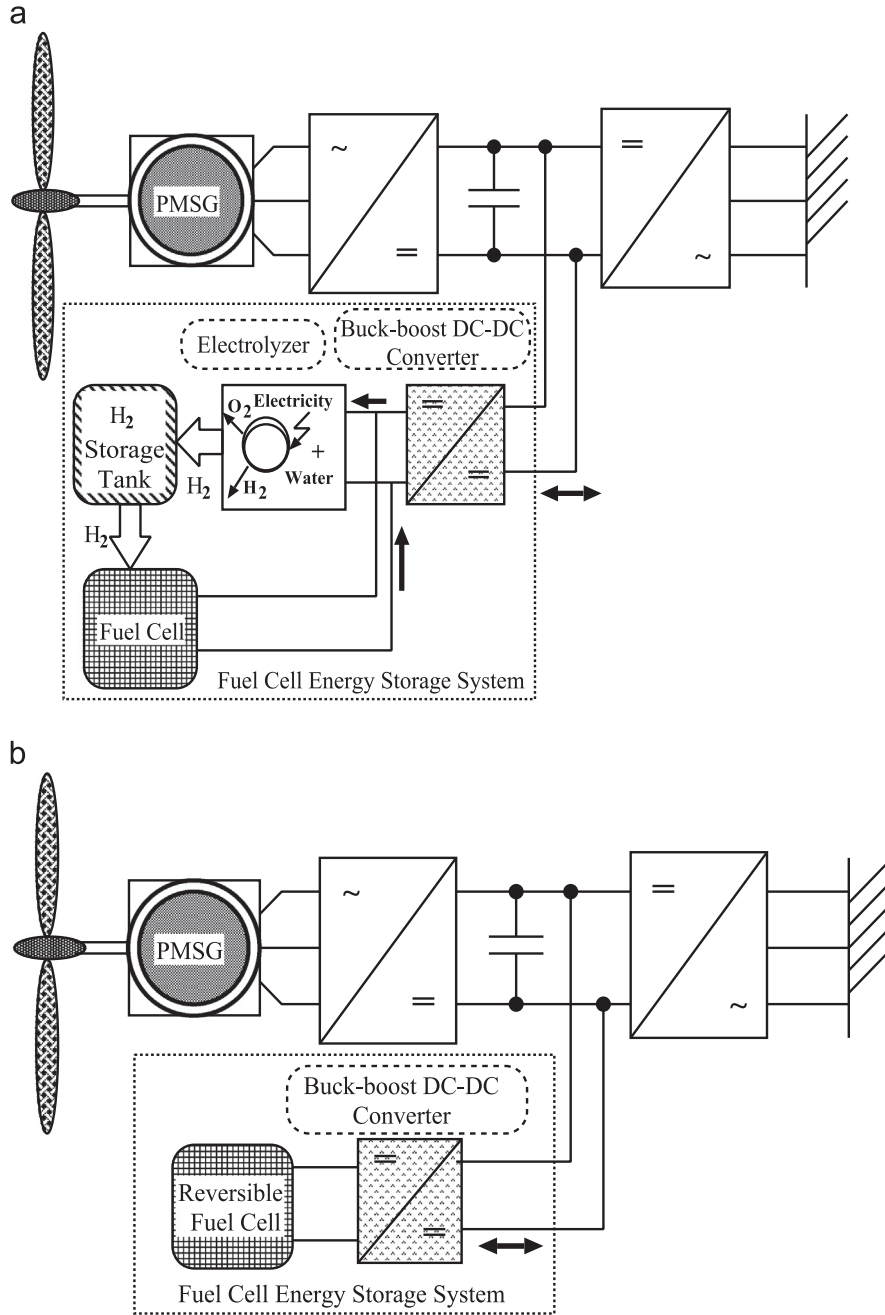 a
PMSG
~
=
=
~
Electrolyzer
Buck-boost DC-DC
Converter
H2
Storage
Tank
O2
Electricity
+
Water
H2
H2
=
=
H2
Fuel Cell
Fuel Cell Energy Storage System
b
PMSG
~
=
=
~
Buck-boost DC-DC
Converter
Reversible
Fuel Cell
=
=
Fuel Cell Energy Storage System